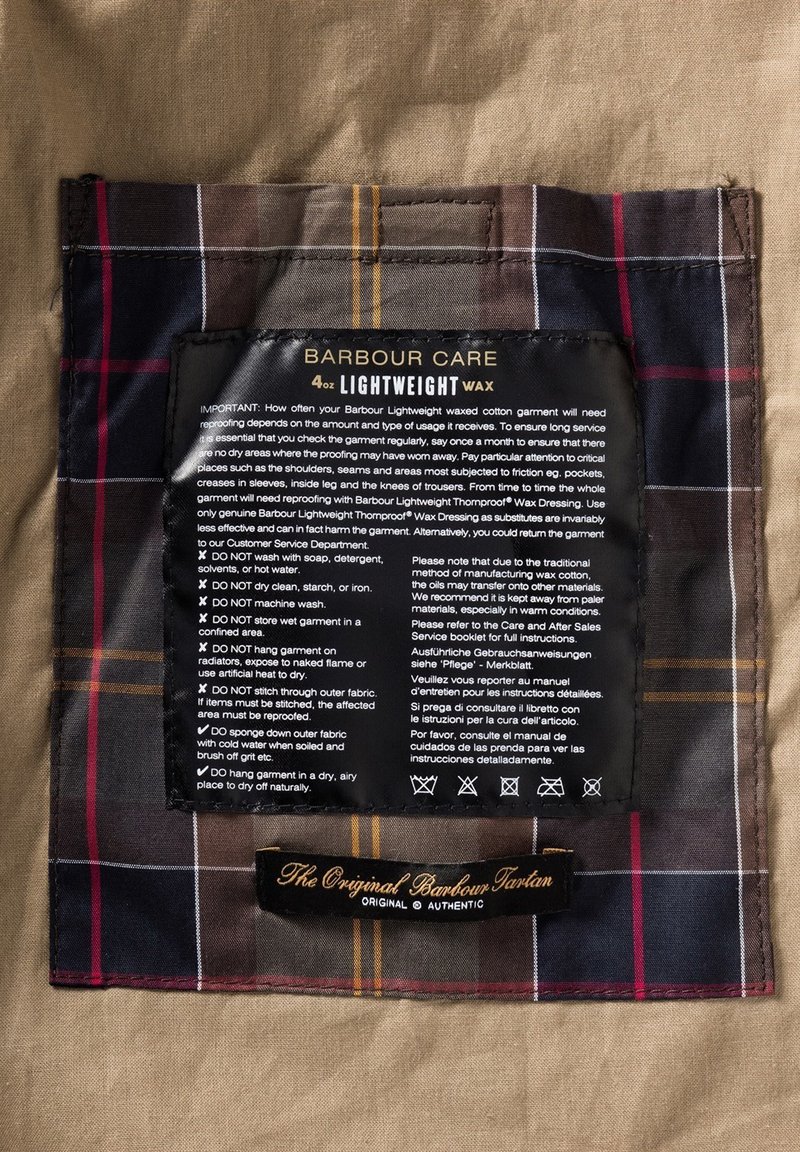 BARBOUR CARE
4oz LIGHTWEIGHT WAX
IMPORTANT: How often your Barbour Lightweight waxed cotton garment will need
reproofing depends on the amount and type of usage it receives. To ensure long service
it is essential that you check the garment regularly, say once a month to ensure that there
are no dry areas where the proofing may have worn away. Pay particular attention to critical
places such as the shoulders, seams and areas most subjected to friction eg. pockets,
creases in sleeves, inside leg and the knees of trousers. From time to time the whole
garment will need reproofing with Barbour Lightweight Thornproof® Wax Dressing. Use
only genuine Barbour Lightweight Thornproof® Wax Dressing as substitutes are invariably
less effective and can in fact harm the garment. Alternatively, you could return the garment
to our Customer Service Department.
✘ DO NOT wash with soap, detergent,
solvents, or hot water.
✘ DO NOT dry clean, starch, or iron.
✘ DO NOT machine wash.
✘ DO NOT store wet garment in a
confined area.
✘ DO NOT hang garment on
radiators, expose to naked flame or
use artificial heat to dry.
✘ DO NOT stitch through outer fabric.
If items must be stitched, the affected
area must be reproofed.
✔ DO sponge down outer fabric
with cold water when soiled and
brush off grit etc.
✔ DO hang garment in a dry, airy
place to dry off naturally.
Please note that due to the traditional
method of manufacturing wax cotton,
the oils may transfer onto other materials.
We recommend it is kept away from paler
materials, especially in warm conditions.
Please refer to the Care and After Sales
Service booklet for full instructions.
Ausführliche Gebrauchsanweisungen
siehe 'Pflege' - Merkblatt.
Veuillez vous reporter au manuel
d'entretien pour les instructions détaillées.
Si prega di consultare il libretto con
le istruzioni per la cura dell'articolo.
Por favor, consulte el manual de
cuidados de las prenda para ver las
instrucciones detalladamente.
The Original Barbour Tartan
ORIGINAL © AUTHENTIC